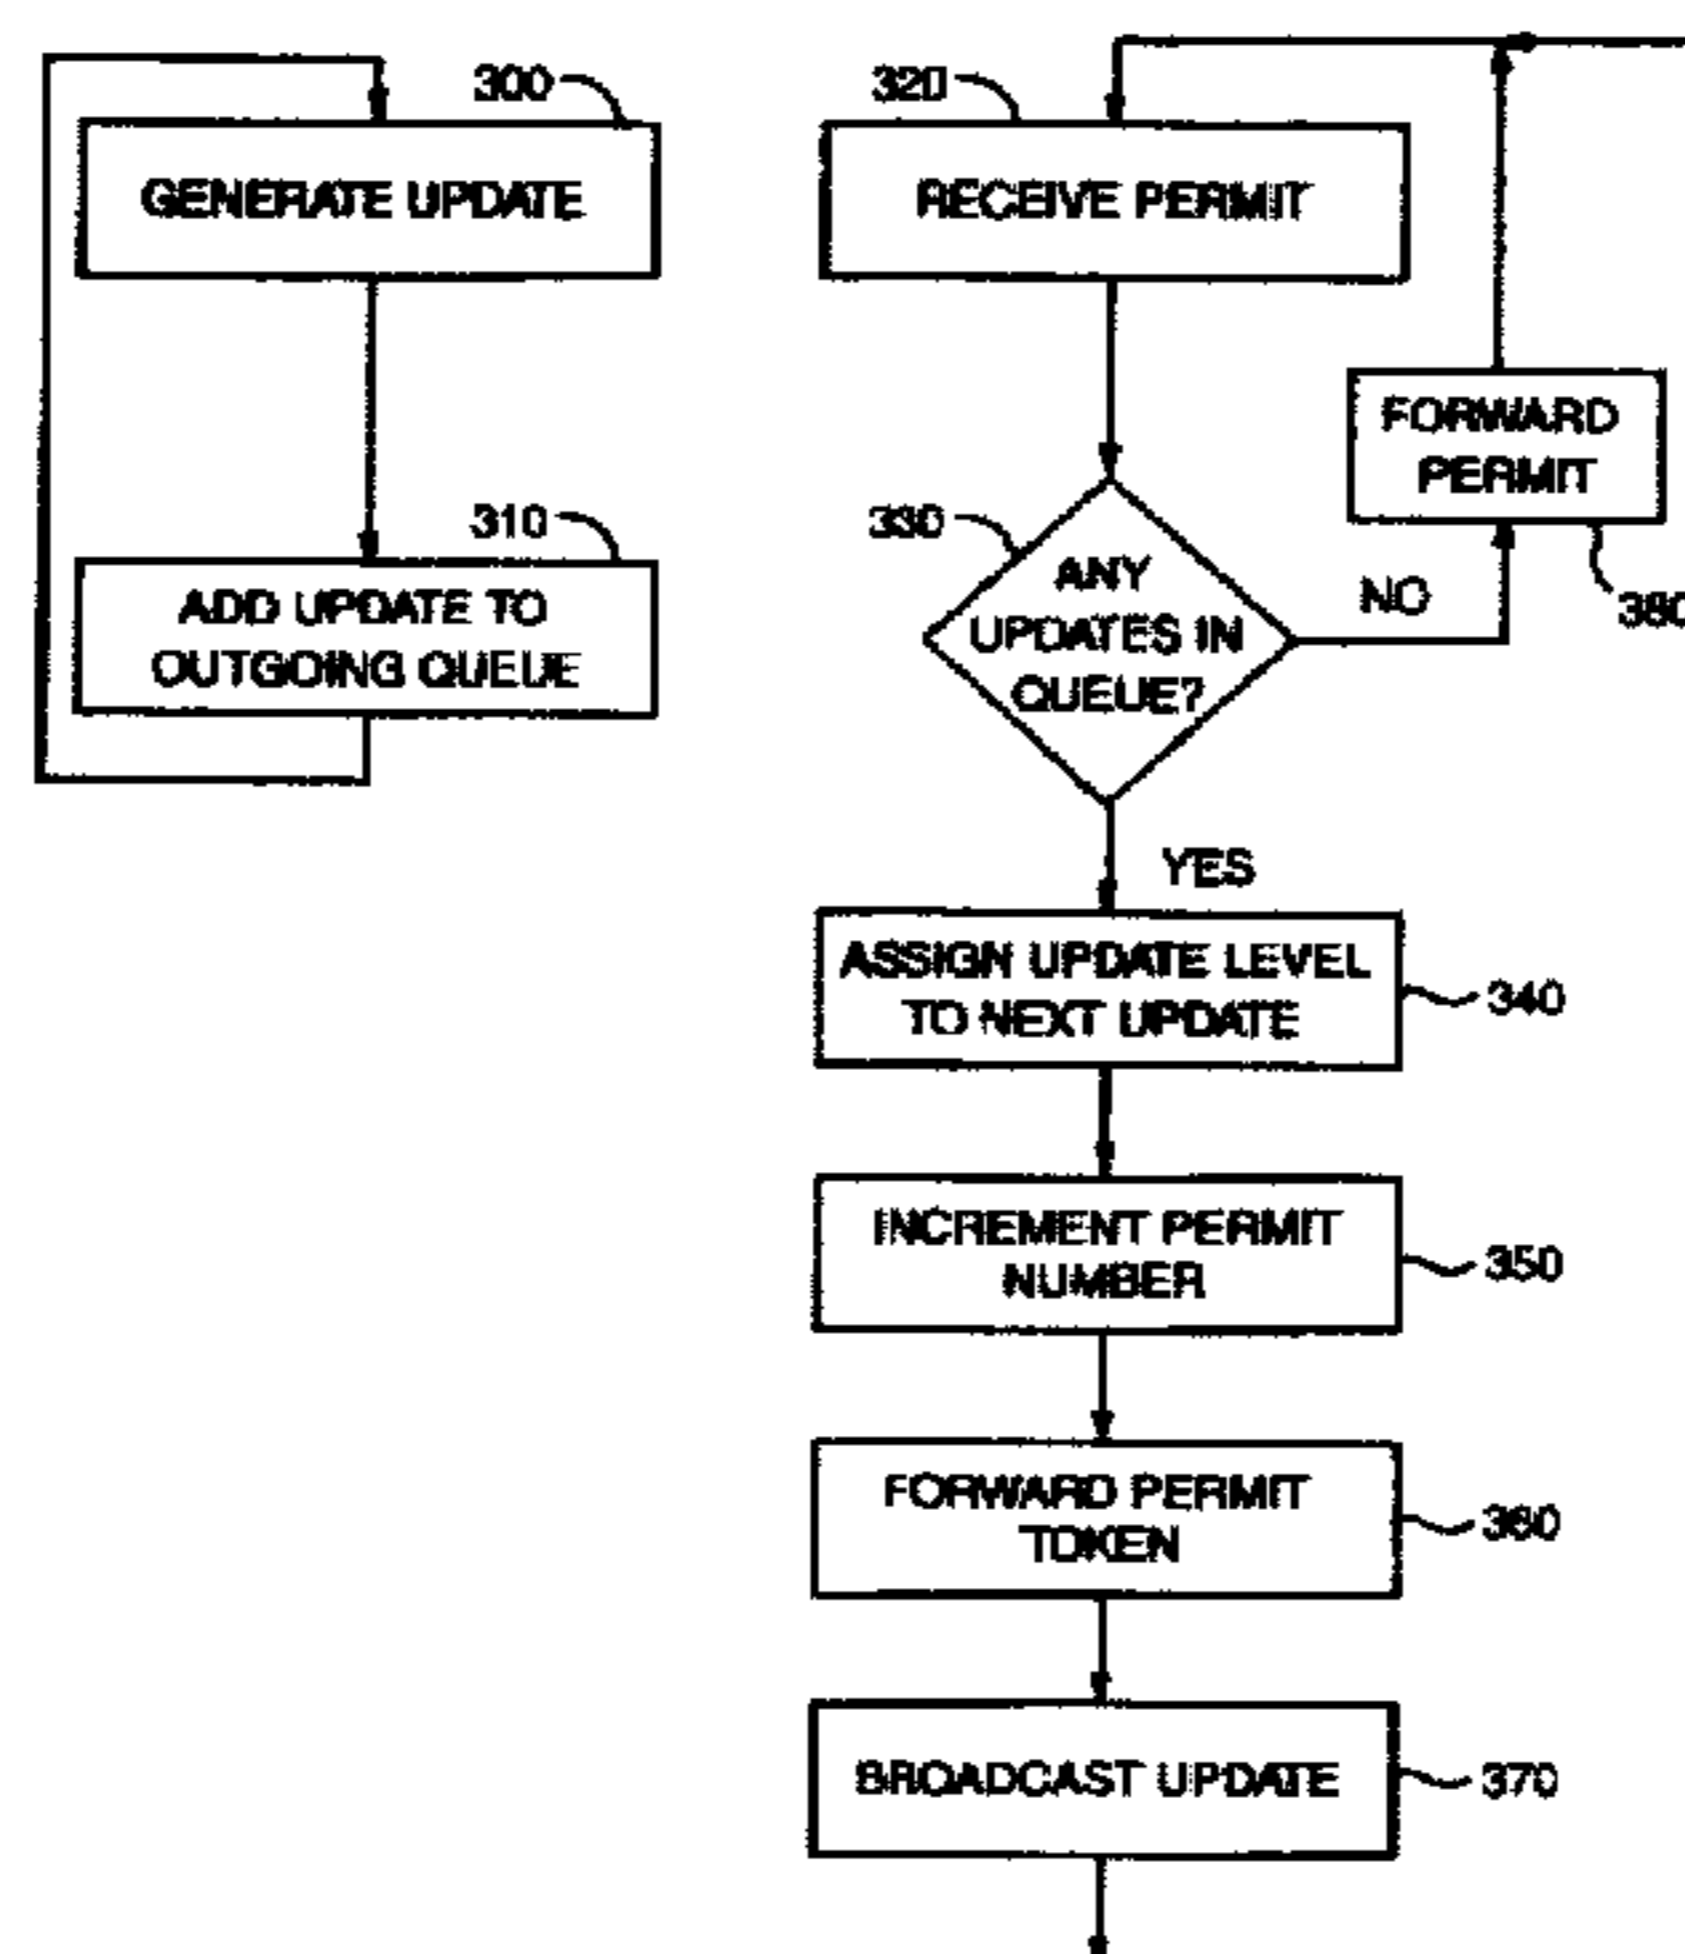 300
GENERATE UPDATE
310
ADD UPDATE TO
OUTGOING QUEUE
320
RECEIVE PERMIT
FORWARD
PERMIT
330
ANY
UPDATES IN
QUEUE?
NO
YES
ASSIGN UPDATE LEVEL
TO NEXT UPDATE
340
INCREMENT PERMIT
NUMBER
350
FORWARD PERMIT
TOKEN
360
BROADCAST UPDATE
370